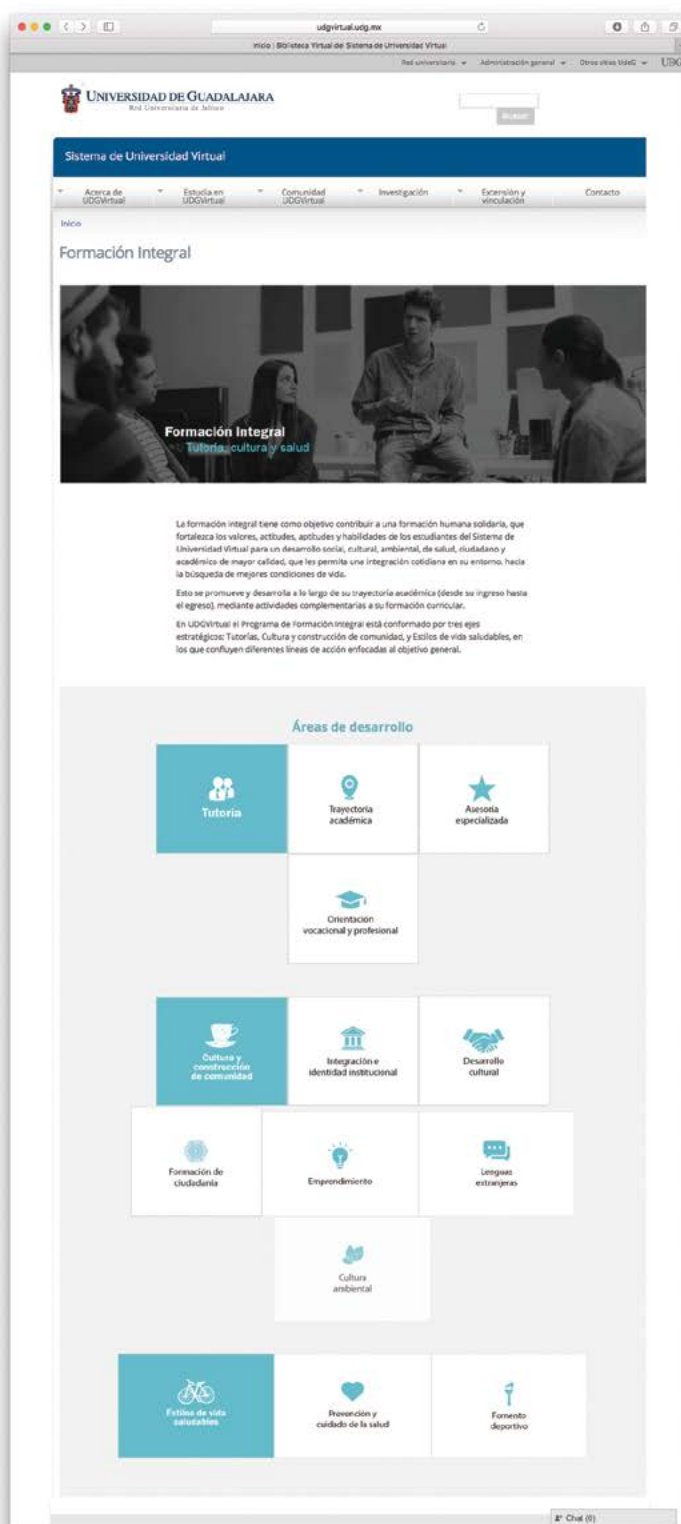 udgvirtual.udg.mx
Inicio | Biblioteca Virtual del Sistema de Universidad Virtual
Red universitaria Administración general Otros sitios UdeG UDG
UNIVERSIDAD DE GUADALAJARA
Red Universitaria de Jalisco
Buscar
Sistema de Universidad Virtual
Acerca de UDGVirtual
Estudia en UDGVirtual
Comunidad UDGVirtual
Investigación
Extensión y vinculación
Contacto
Inicio
Formación Integral
Formación Integral
Tutoría, cultura y salud
La formación integral tiene como objetivo contribuir a una formación humana solidaria, que
fortalezca los valores, actitudes, aptitudes y habilidades de los estudiantes del Sistema de
Universidad Virtual para un desarrollo social, cultural, ambiental, de salud, ciudadano y
académico de mayor calidad, que les permita una integración cotidiana en su entorno, hacia
la búsqueda de mejores condiciones de vida.
Esto se promueve y desarrolla a lo largo de su trayectoria académica (desde su ingreso hasta
el egreso), mediante actividades complementarias a su formación curricular.
En UDGVirtual el Programa de Formación Integral está conformado por tres ejes
estratégicos: Tutorías, Cultura y construcción de comunidad, y Estilos de vida saludables, en
los que confluyen diferentes líneas de acción enfocadas al objetivo general.
Áreas de desarrollo
Tutoría
Trayectoria
académica
Asesoría
especializada
Orientación
vocacional y profesional
Cultura y
construcción
de comunidad
Integración e
identidad institucional
Desarrollo
cultural
Formación de
ciudadanía
Emprendimiento
Lenguas
extranjeras
Cultura
ambiental
Estilos de vida
saludables
Prevención y
cuidado de la salud
Fomento
deportivo
Chat (0)